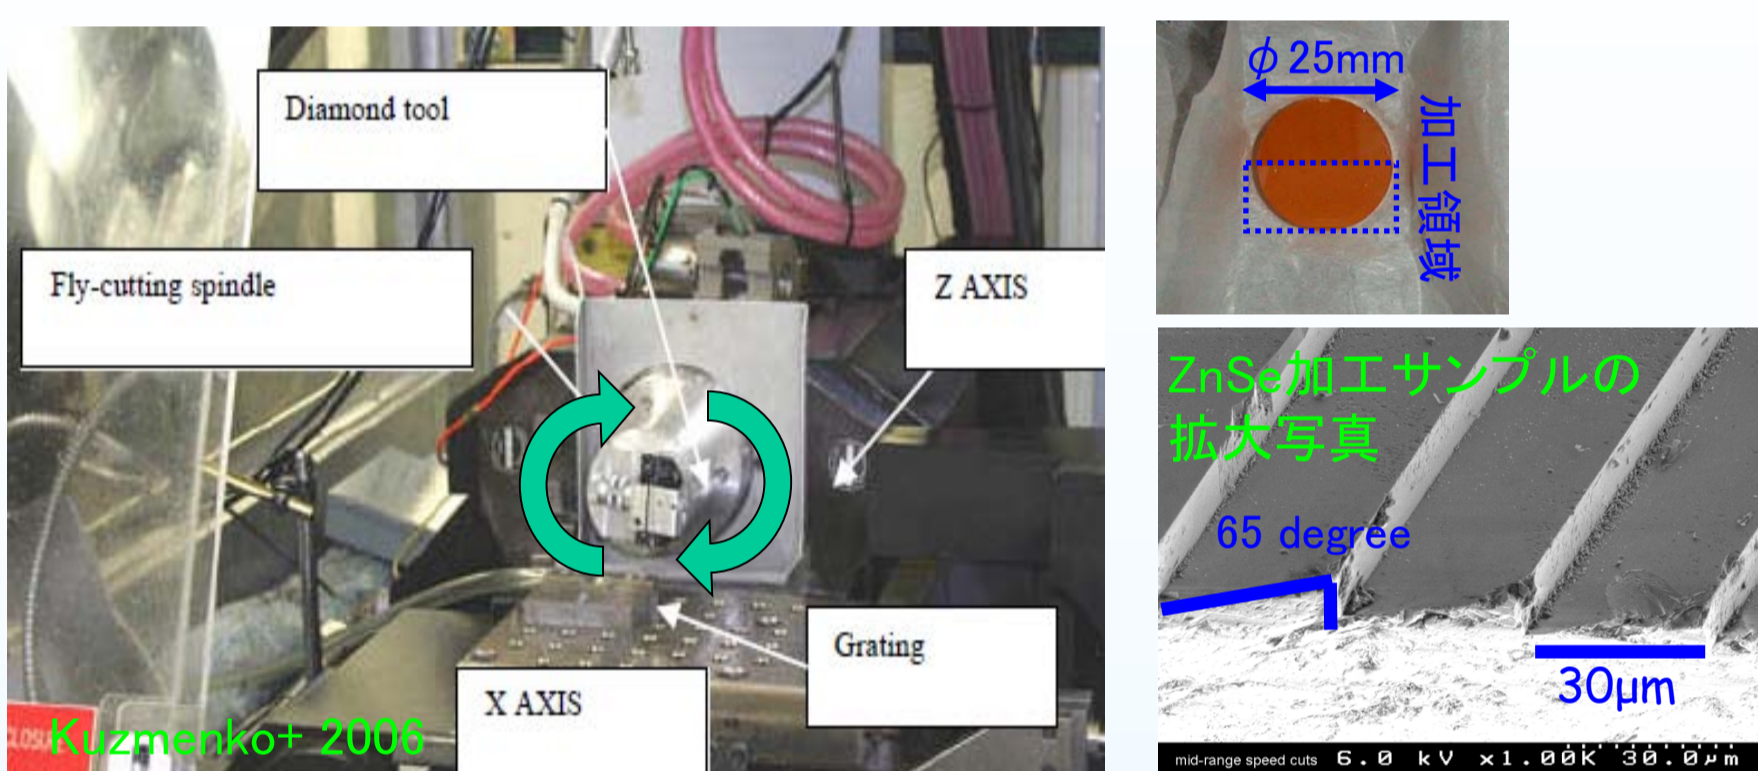 Diamond tool
Fly-cutting spindle
Z AXIS
Grating
X AXIS
CLOSU
Kuzmenko+ 2006
φ25mm
加工領域
ZnSe加工サンプルの
拡大写真
65 degree
30μm
mid-range speed cuts 6.0 kV x1.00K 30.0μm